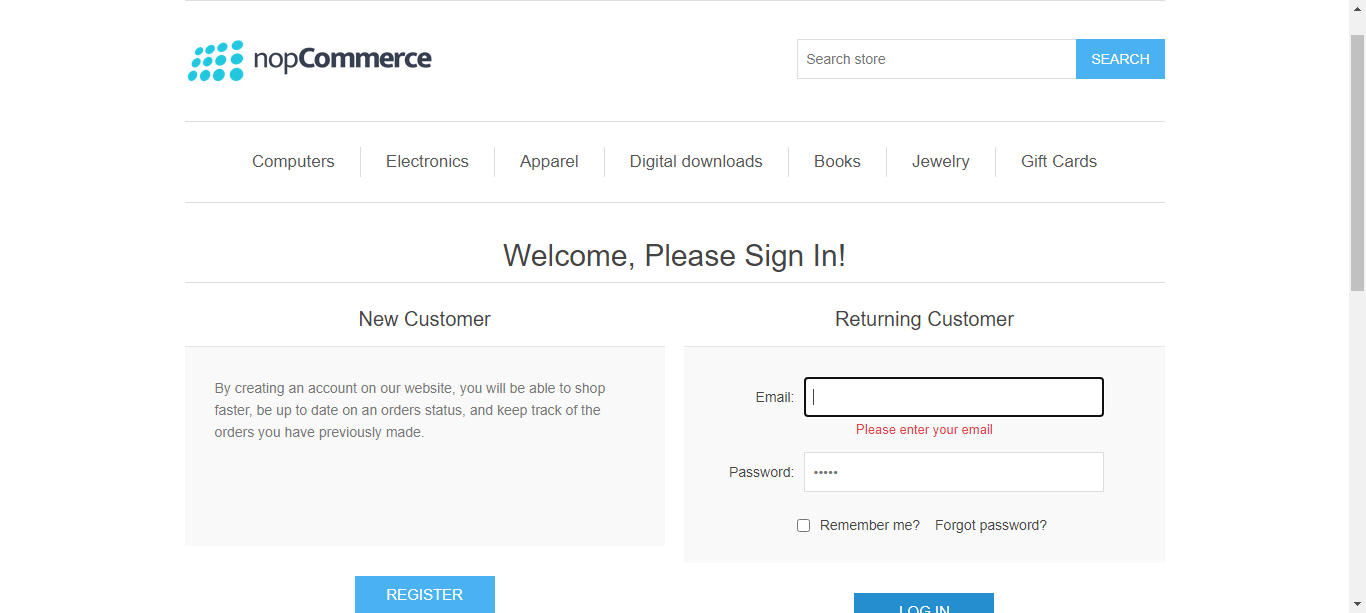 nopCommerce
Search store
SEARCH
Computers
Electronics
Apparel
Digital downloads
Books
Jewelry
Gift Cards
Welcome, Please Sign In!
New Customer
By creating an account on our website, you will be able to shop
faster, be up to date on an orders status, and keep track of the
orders you have previously made.
REGISTER
Returning Customer
Email:
Please enter your email
Password:
•••••
Remember me?
Forgot password?
LOG IN